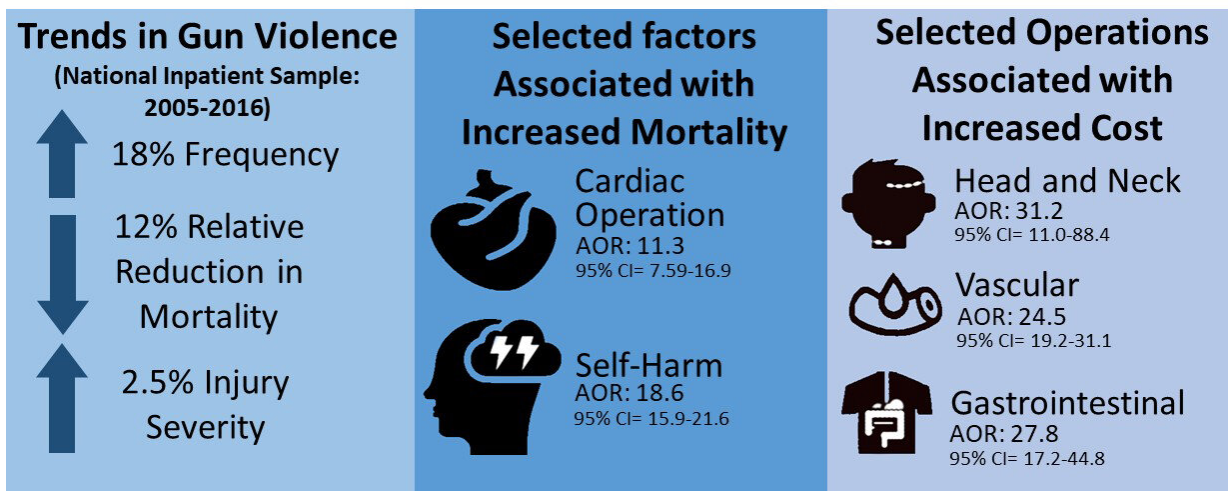 Trends in Gun Violence
(National Inpatient Sample:
2005-2016)
18% Frequency
12% Relative
Reduction in
Mortality
2.5% Injury
Severity
Selected factors
Associated with
Increased Mortality
Cardiac
Operation
AOR: 11.3
95% CI= 7.59-16.9
Self-Harm
AOR: 18.6
95% CI= 15.9-21.6
Selected Operations
Associated with
Increased Cost
Head and Neck
AOR: 31.2
95% CI= 11.0-88.4
Vascular
AOR: 24.5
95% CI= 19.2-31.1
Gastrointestinal
AOR: 27.8
95% CI= 17.2-44.8